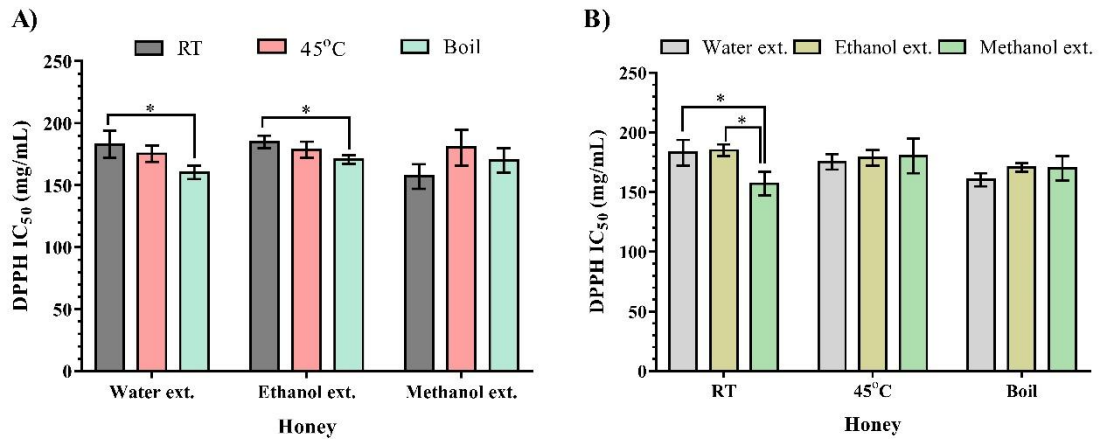 A)
RT 45°C Boil
DPPH IC50 (mg/mL)
250
200
150
100
50
0
* *
Water ext. Ethanol ext. Methanol ext.
Honey
B)
Water ext. Ethanol ext. Methanol ext.
DPPH IC50 (mg/mL)
250
200
150
100
50
0
*
*
RT 45°C Boil
Honey